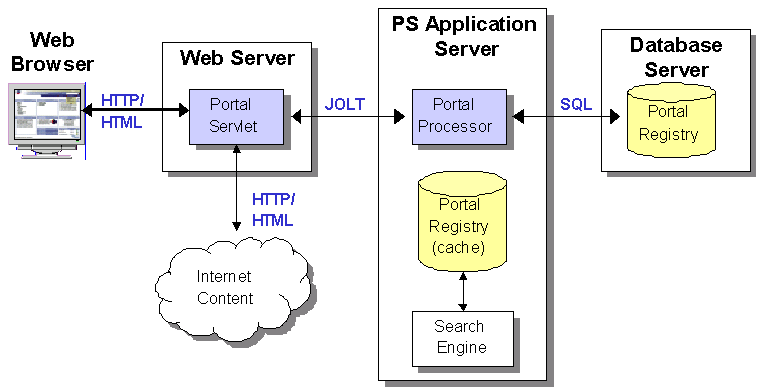 Web
Browser
HTTP/
HTML
Web Server
Portal
Servlet
HTTP/
HTML
Internet
Content
JOLT
PS Application
Server
Portal
Processor
Portal
Registry
(cache)
Search
Engine
SQL
Database
Server
Portal
Registry